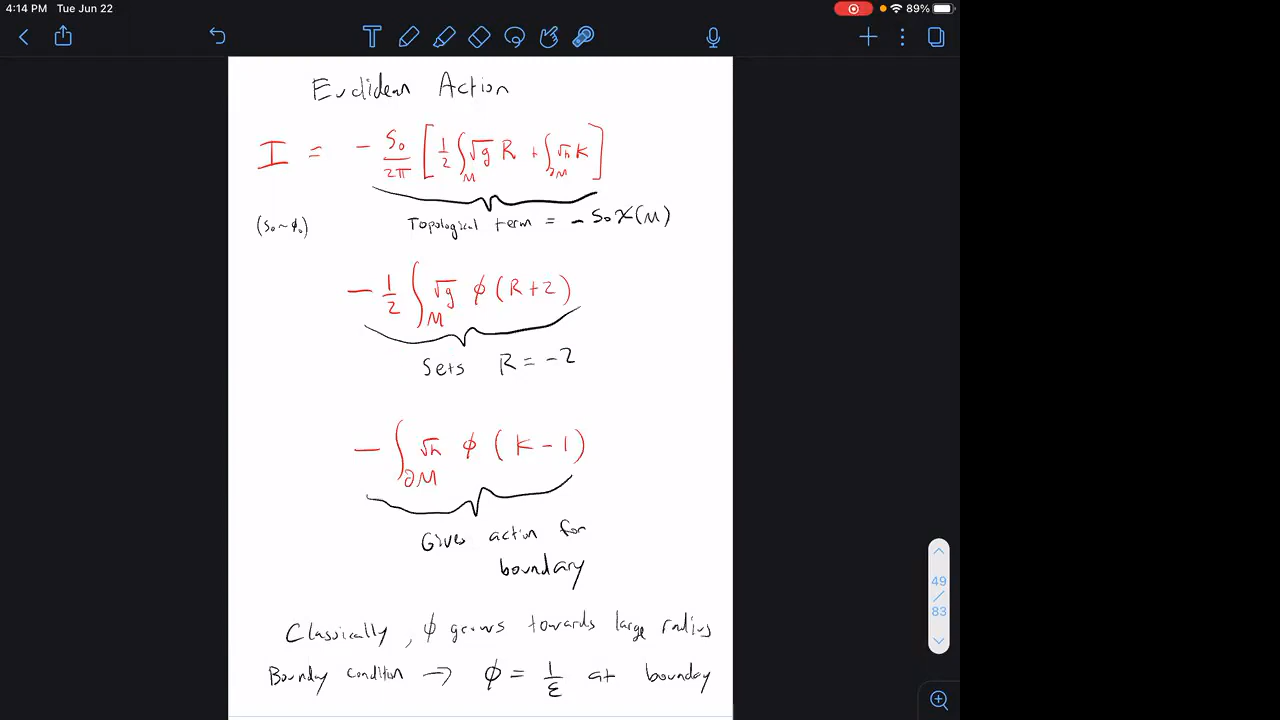 4:14 PM Tue Jun 22
89%
Euclidean Action
I = - S₀/2π [ 1/2 ∫_M √g R + ∫_∂M √h K ]
(S₀ ~ ϕ₀)
Topological term = - S₀ χ(M)
- 1/2 ∫_M √g ϕ (R+2)
Sets R = -2
- ∫_∂M √h ϕ (K - 1)
Gives action for
boundary
Classically, ϕ grows towards large radius
Boundary condition → ϕ = 1/ε at boundary
49
/
83